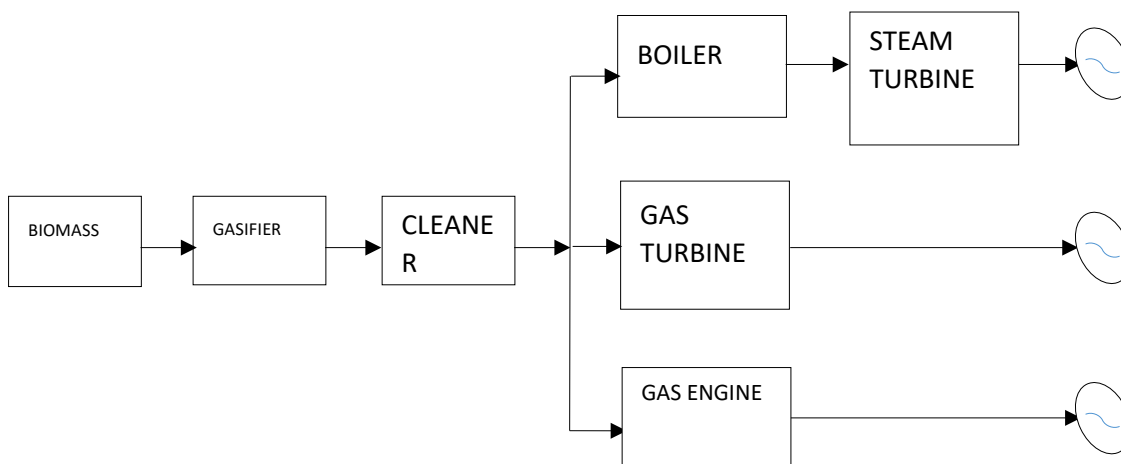 BOILER
STEAM
TURBINE
BIOMASS
GASIFIER
CLEANE
R
GAS
TURBINE
GAS ENGINE